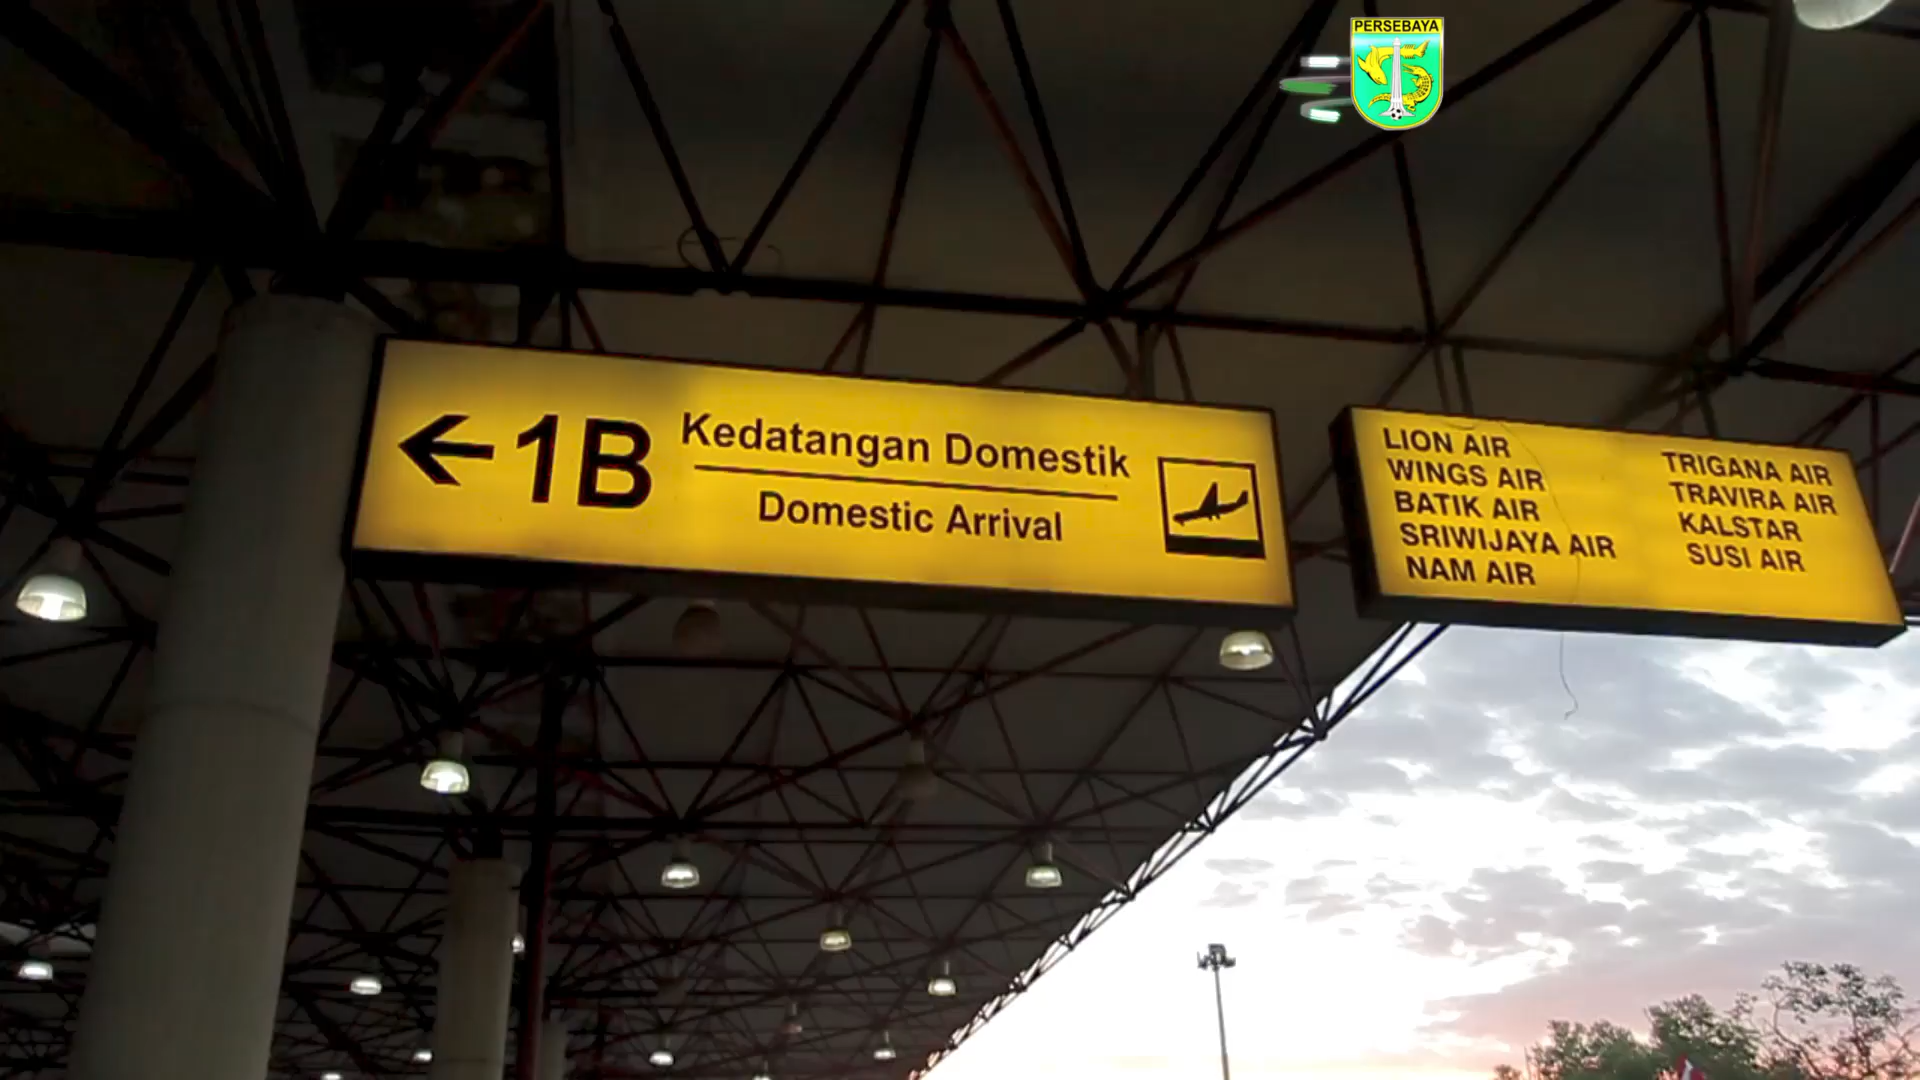 PERSEBAYA
← 1B
Kedatangan Domestik
Domestic Arrival
LION AIR
WINGS AIR
BATIK AIR
SRIWIJAYA AIR
NAM AIR
TRIGANA AIR
TRAVIRA AIR
KALSTAR
SUSI AIR